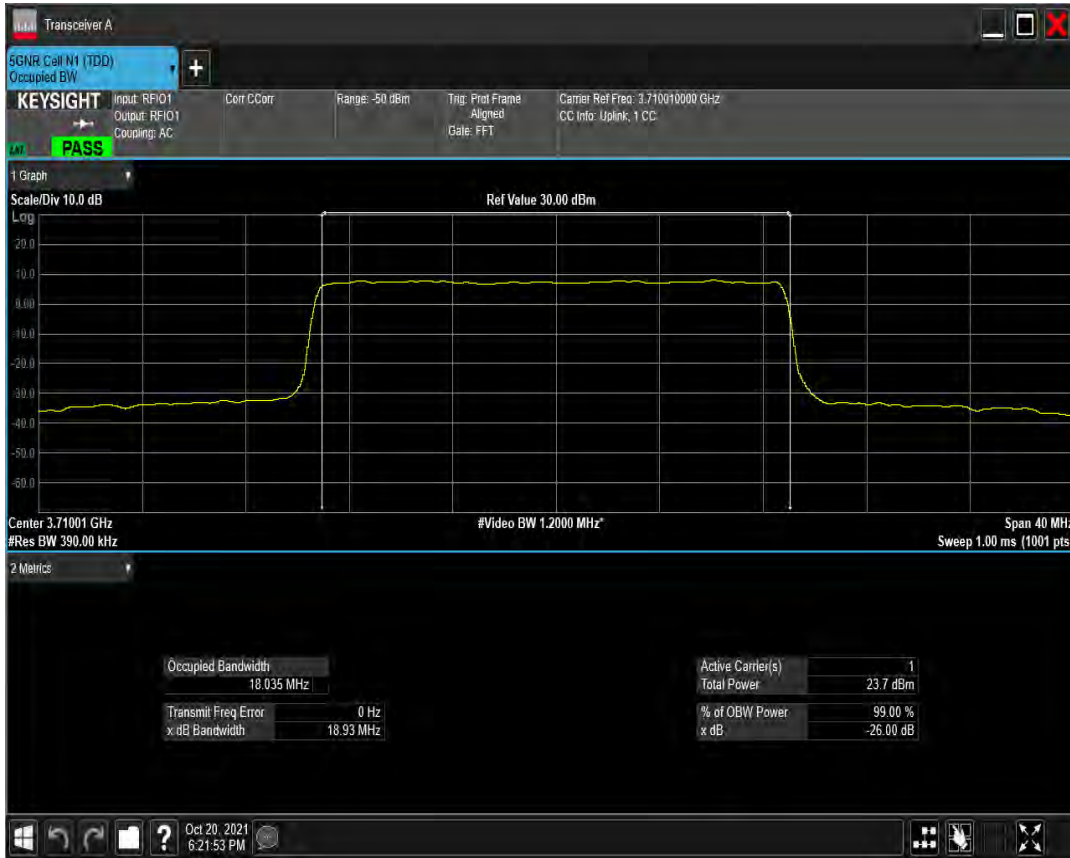 Transceiver A
5GNR Cell N1 (TDD)
Occupied BW
KEYSIGHT
PASS
Input: RFIO1
Output: RFIO1
Coupling: AC
Corr CCorr
Range: -50 dBm
Trig: Prot Frame
Aligned
Gate: FFT
Carrier Ref Freq: 3.710010000 GHz
CC Info: Uplink, 1 CC
1 Graph
Scale/Div 10.0 dB
Ref Value 30.00 dBm
Log
20.0
10.0
0.00
-10.0
-20.0
-30.0
-40.0
-50.0
-60.0
Center 3.71001 GHz
#Video BW 1.2000 MHz*
Span 40 MHz
#Res BW 390.00 kHz
Sweep 1.00 ms (1001 pts
2 Metrics
Occupied Bandwidth
18.035 MHz
Transmit Freq Error 0 Hz
x dB Bandwidth 18.93 MHz
Active Carrier(s) 1
Total Power 23.7 dBm
% of OBW Power 99.00 %
x dB -26.00 dB
?
Oct 20, 2021
6:21:53 PM